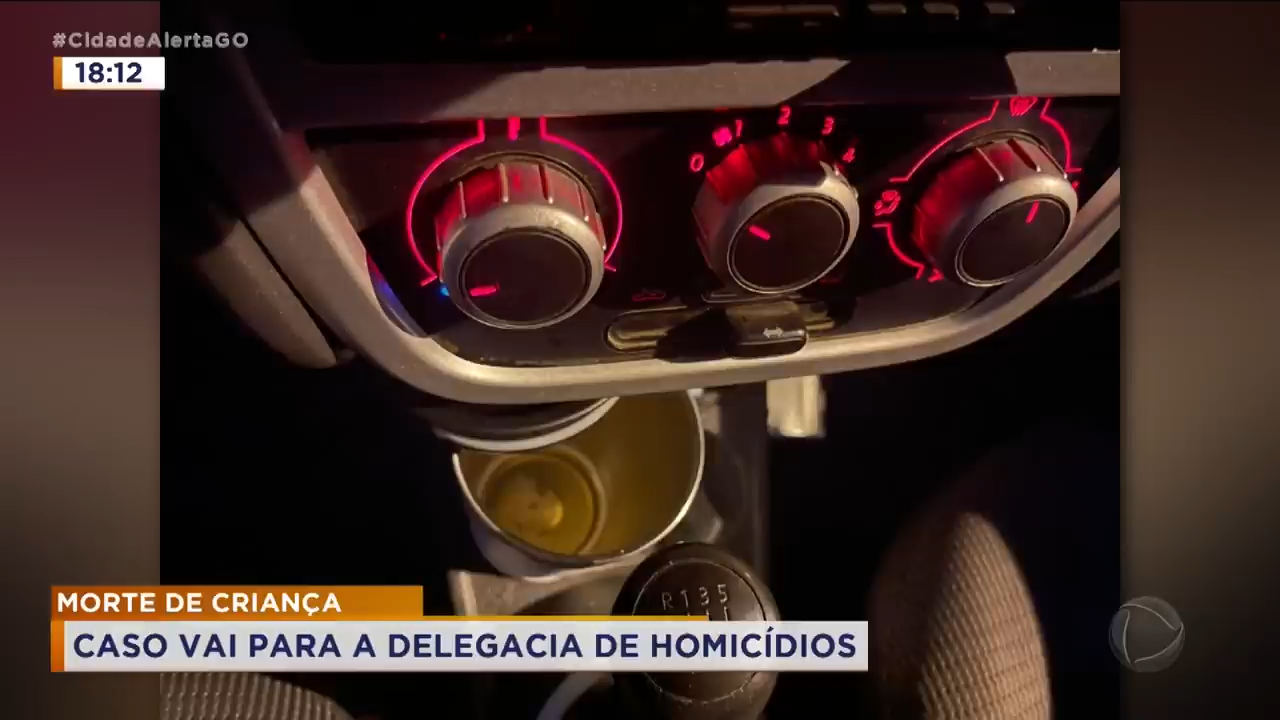 #CidadeAlertaGO
18:12
0 1 2 3 4
R 1 3 5
MORTE DE CRIANÇA
CASO VAI PARA A DELEGACIA DE HOMICÍDIOS